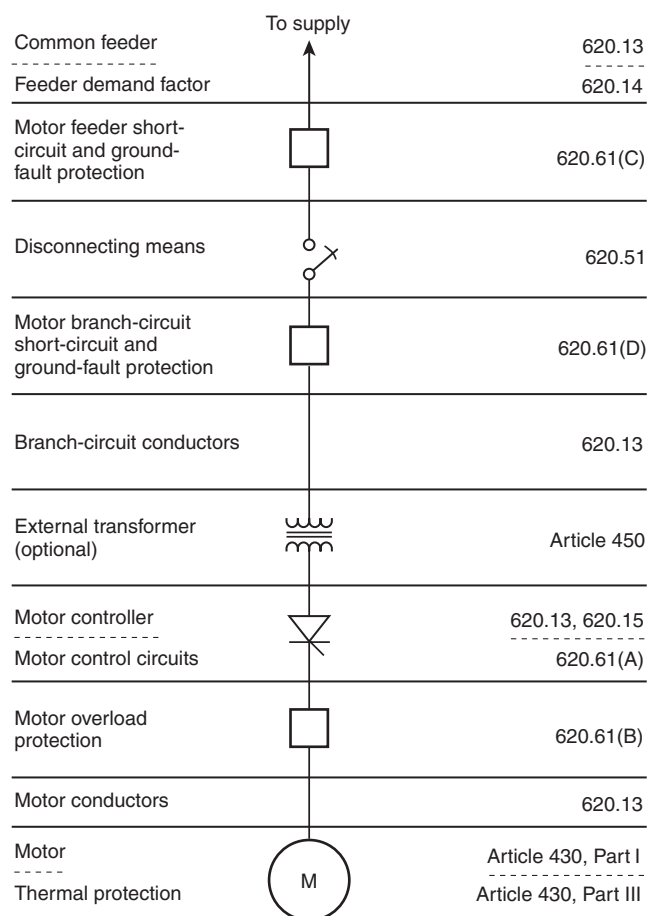 To supply
Common feeder 620.13
Feeder demand factor 620.14
Motor feeder short-
circuit and ground-
fault protection
620.61(C)
Disconnecting means 620.51
Motor branch-circuit
short-circuit and
ground-fault protection
620.61(D)
Branch-circuit conductors 620.13
External transformer
(optional)
Article 450
Motor controller 620.13, 620.15
Motor control circuits 620.61(A)
Motor overload
protection
620.61(B)
Motor conductors 620.13
Motor Article 430, Part I
M
Thermal protection Article 430, Part III